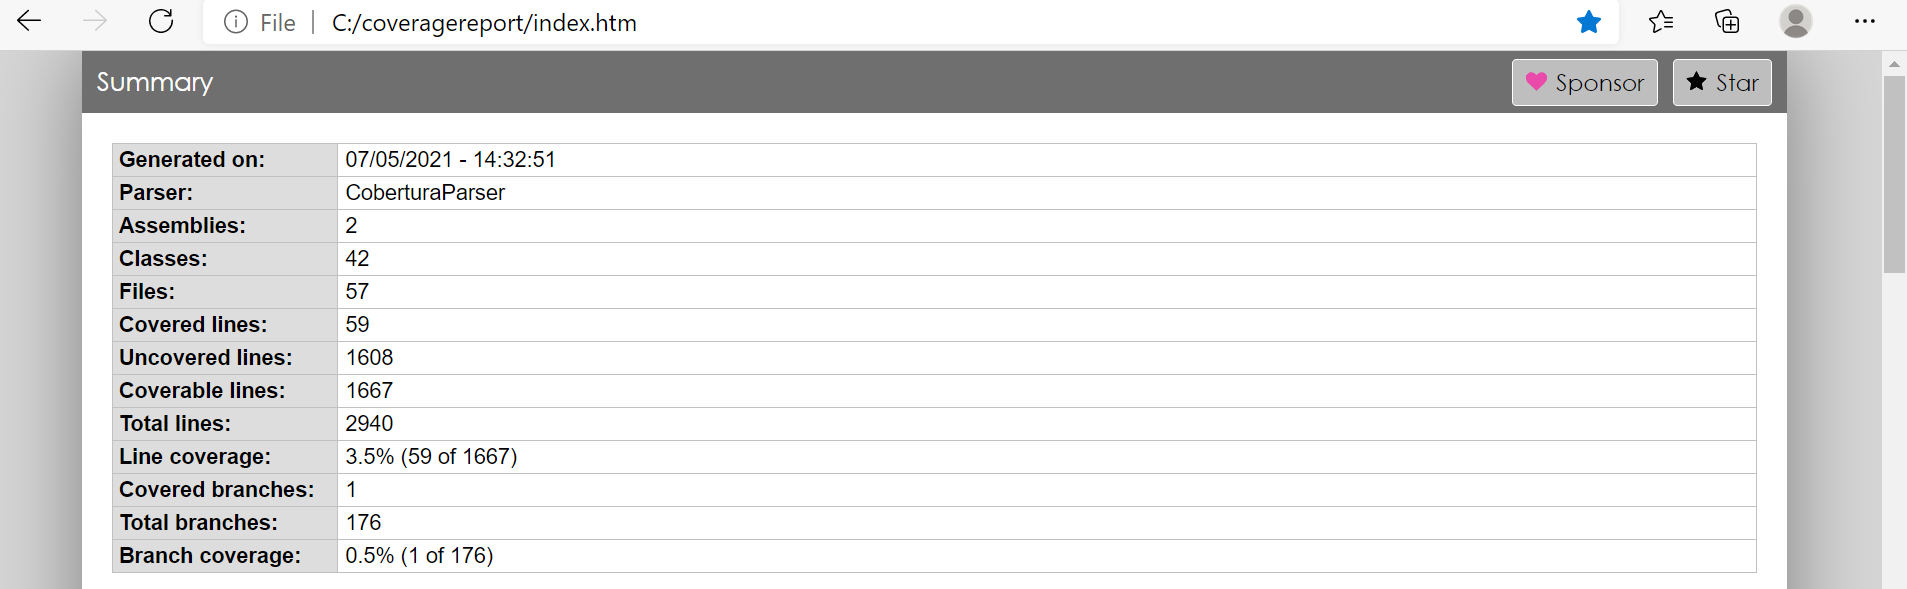 File C:/coveragereport/index.htm
Summary Sponsor Star
Generated on: 07/05/2021 - 14:32:51
Parser: CoberturaParser
Assemblies: 2
Classes: 42
Files: 57
Covered lines: 59
Uncovered lines: 1608
Coverable lines: 1667
Total lines: 2940
Line coverage: 3.5% (59 of 1667)
Covered branches: 1
Total branches: 176
Branch coverage: 0.5% (1 of 176)